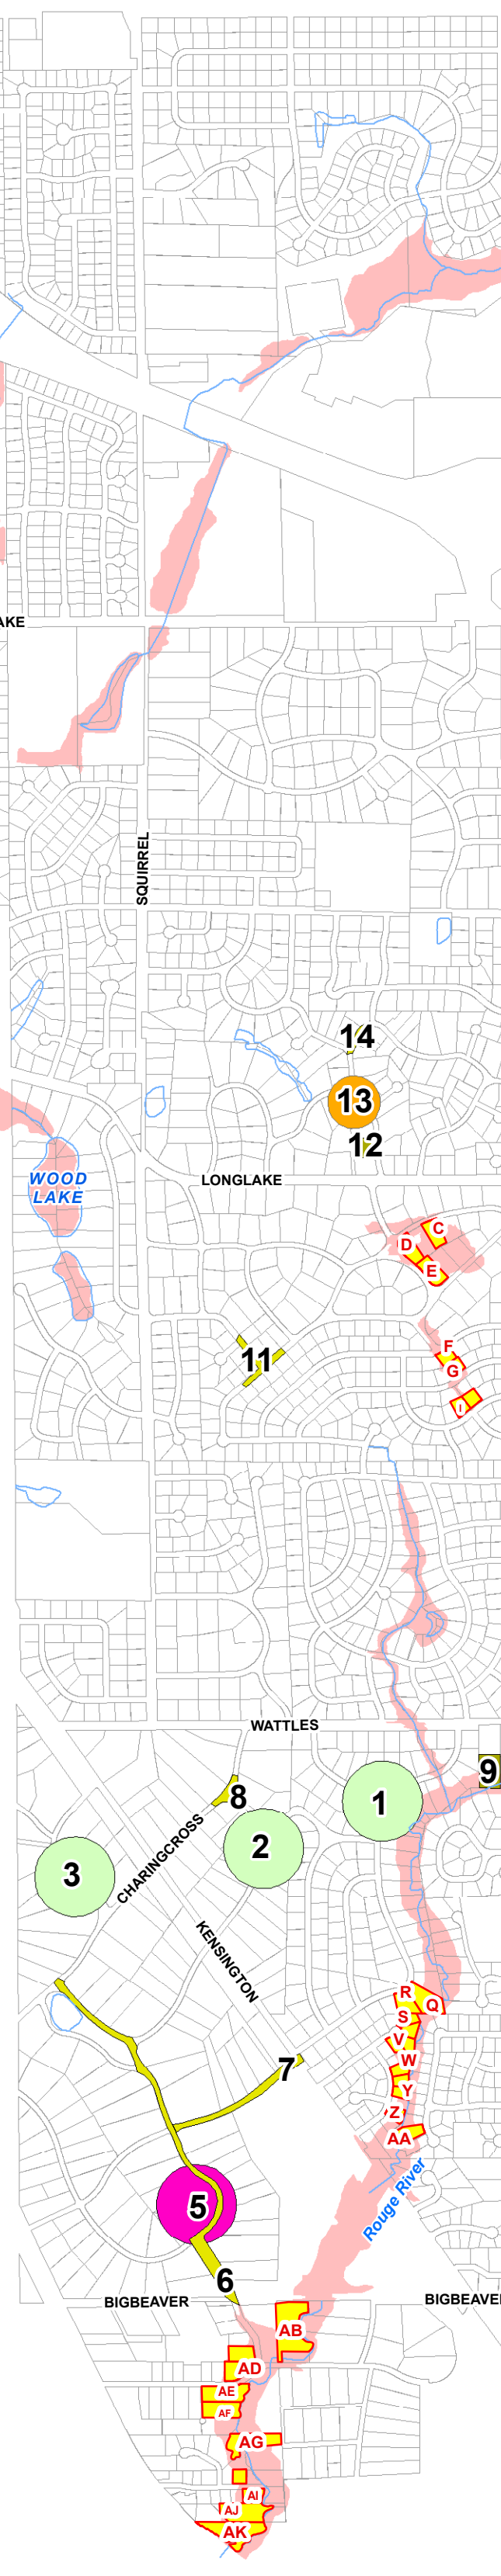 AKE
SQUIRREL
14
13
12
LONGLAKE
WOOD
LAKE
C
D
E
11
F
G
I
WATTLES
9
8
1
2
3
CHARINGCROSS
KENSINGTON
R
Q
S
V
W
7
Y
Z
AA
Rouge River
5
6
BIGBEAVER
BIGBEAVE
AB
AD
AE
AF
AG
AI
AJ
AK